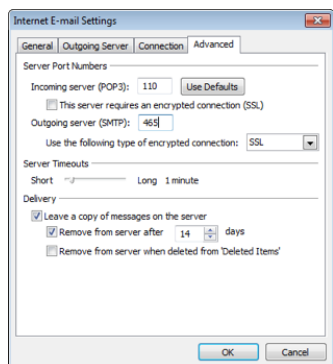 Internet E-mail Settings
General Outgoing Server Connection Advanced
Server Port Numbers
Incoming server (POP3): 110 Use Defaults
This server requires an encrypted connection (SSL)
Outgoing server (SMTP): 465
Use the following type of encrypted connection: SSL
Server Timeouts
Short Long 1 minute
Delivery
Leave a copy of messages on the server
Remove from server after 14 days
Remove from server when deleted from 'Deleted Items'
OK Cancel